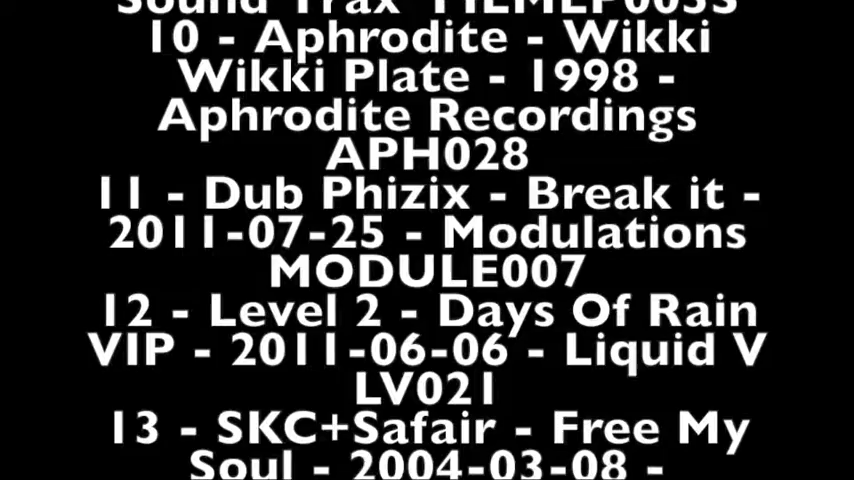 Sound Trax
10 - Aphrodite - Wikki
Wikki Plate - 1998 -
Aphrodite Recordings
APH028
11 - Dub Phizix - Break it -
2011-07-25 - Modulations
MODULE007
12 - Level 2 - Days Of Rain
VIP - 2011-06-06 - Liquid V
LV021
13 - SKC+Safair - Free My
Soul - 2004-03-08 -